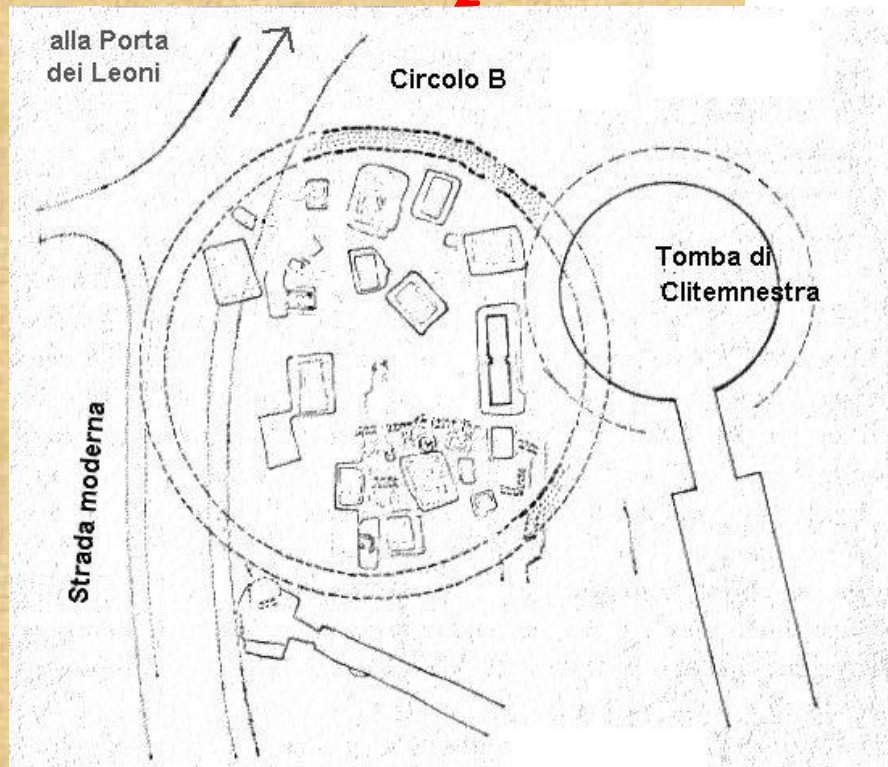 alla Porta
dei Leoni
Circolo B
Tomba di
Clitemnestra
Strada moderna